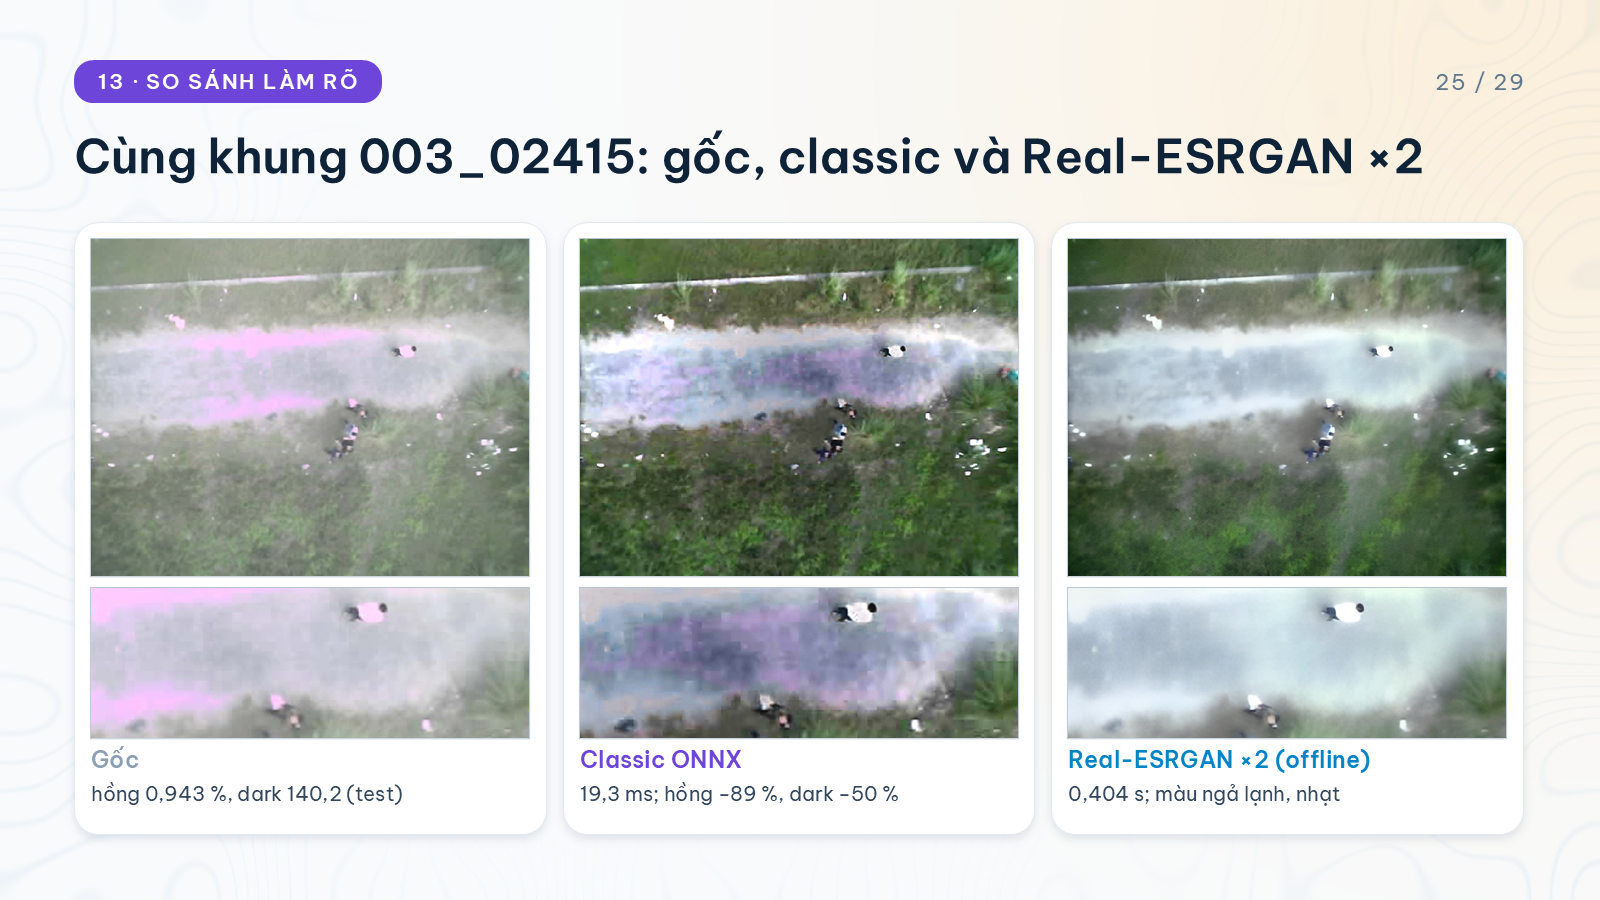 13 · SO SÁNH LÀM RÕ
25 / 29
Cùng khung 003_02415: gốc, classic và Real-ESRGAN ×2
Gốc
hồng 0,943 %, dark 140,2 (test)
Classic ONNX
19,3 ms; hồng −89 %, dark −50 %
Real-ESRGAN ×2 (offline)
0,404 s; màu ngả lạnh, nhạt